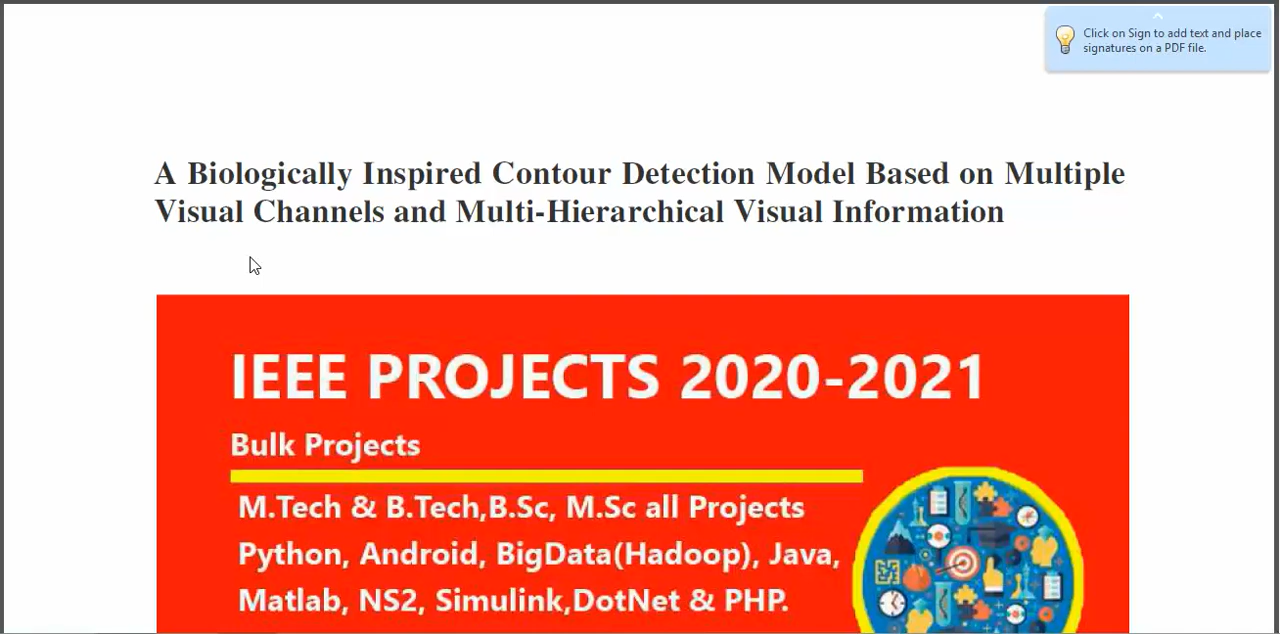 Click on Sign to add text and place
signatures on a PDF file.
A Biologically Inspired Contour Detection Model Based on Multiple
Visual Channels and Multi-Hierarchical Visual Information
IEEE PROJECTS 2020-2021
Bulk Projects
M.Tech & B.Tech,B.Sc, M.Sc all Projects
Python, Android, BigData(Hadoop), Java,
Matlab, NS2, Simulink,DotNet & PHP.